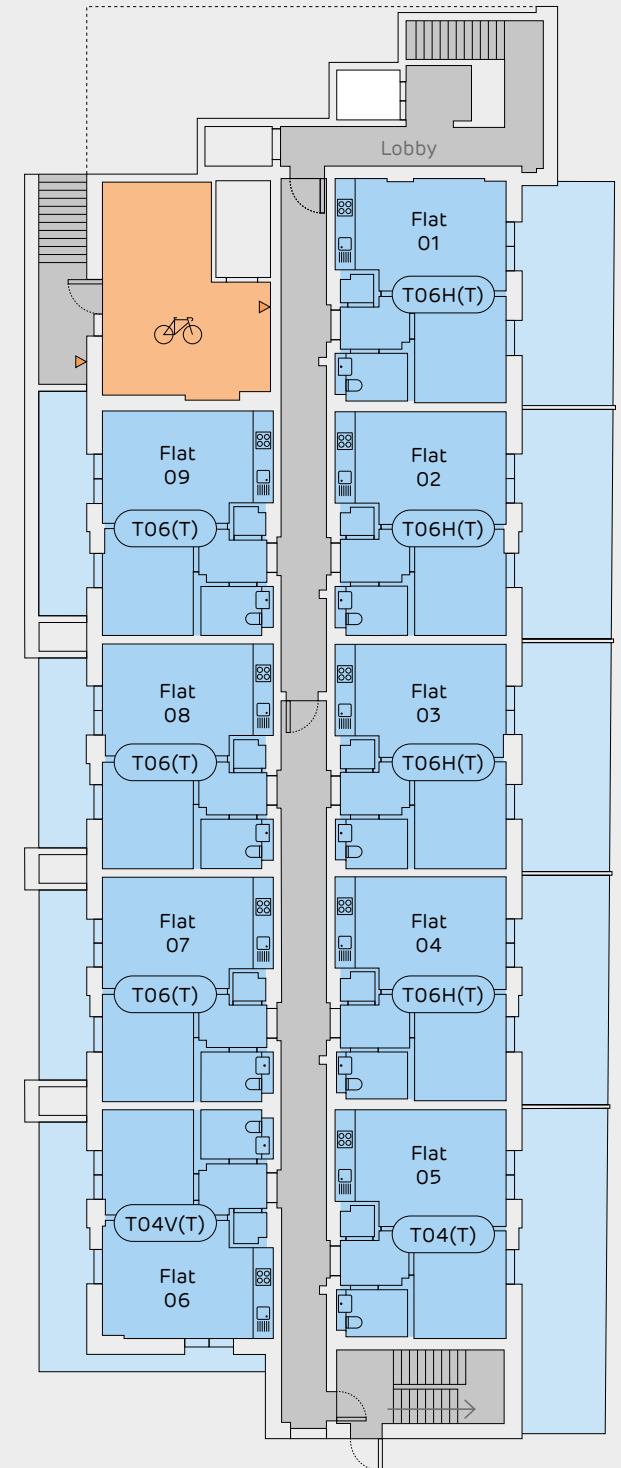 Lobby
Flat
01
T06H(T)
Flat
09
T06(T)
Flat
02
T06H(T)
Flat
08
T06(T)
Flat
03
T06H(T)
Flat
07
T06(T)
Flat
04
T06H(T)
T04V(T)
Flat
06
Flat
05
T04(T)